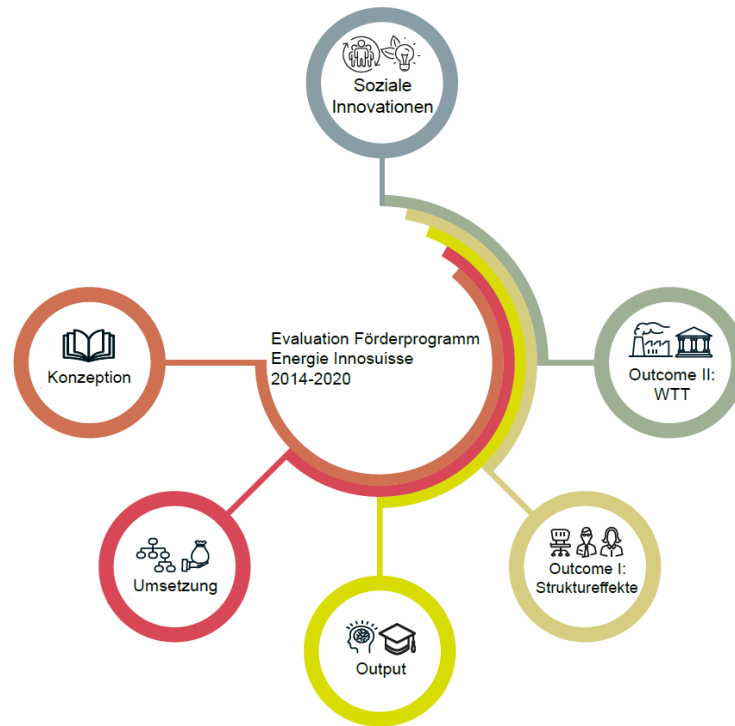 Soziale
Innovationen
Evaluation Förderprogramm
Energie Innosuisse
2014-2020
Konzeption
Outcome II:
WTT
Umsetzung
Outcome I:
Struktureffekte
Output